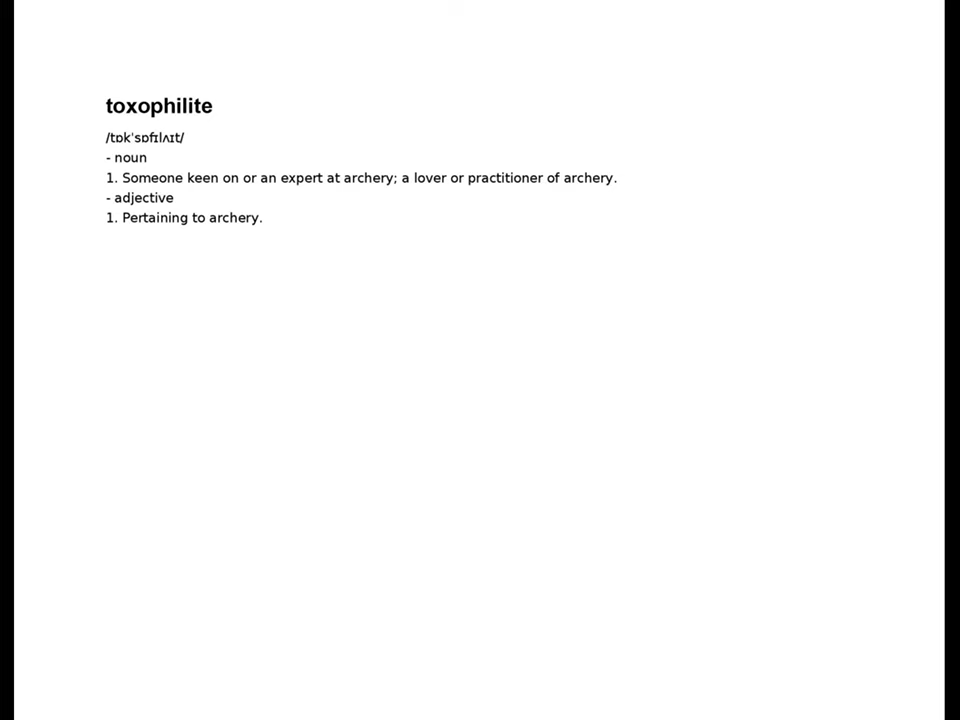 toxophilite
/tɒkˈsɒfɪlʌɪt/
- noun
1. Someone keen on or an expert at archery; a lover or practitioner of archery.
- adjective
1. Pertaining to archery.